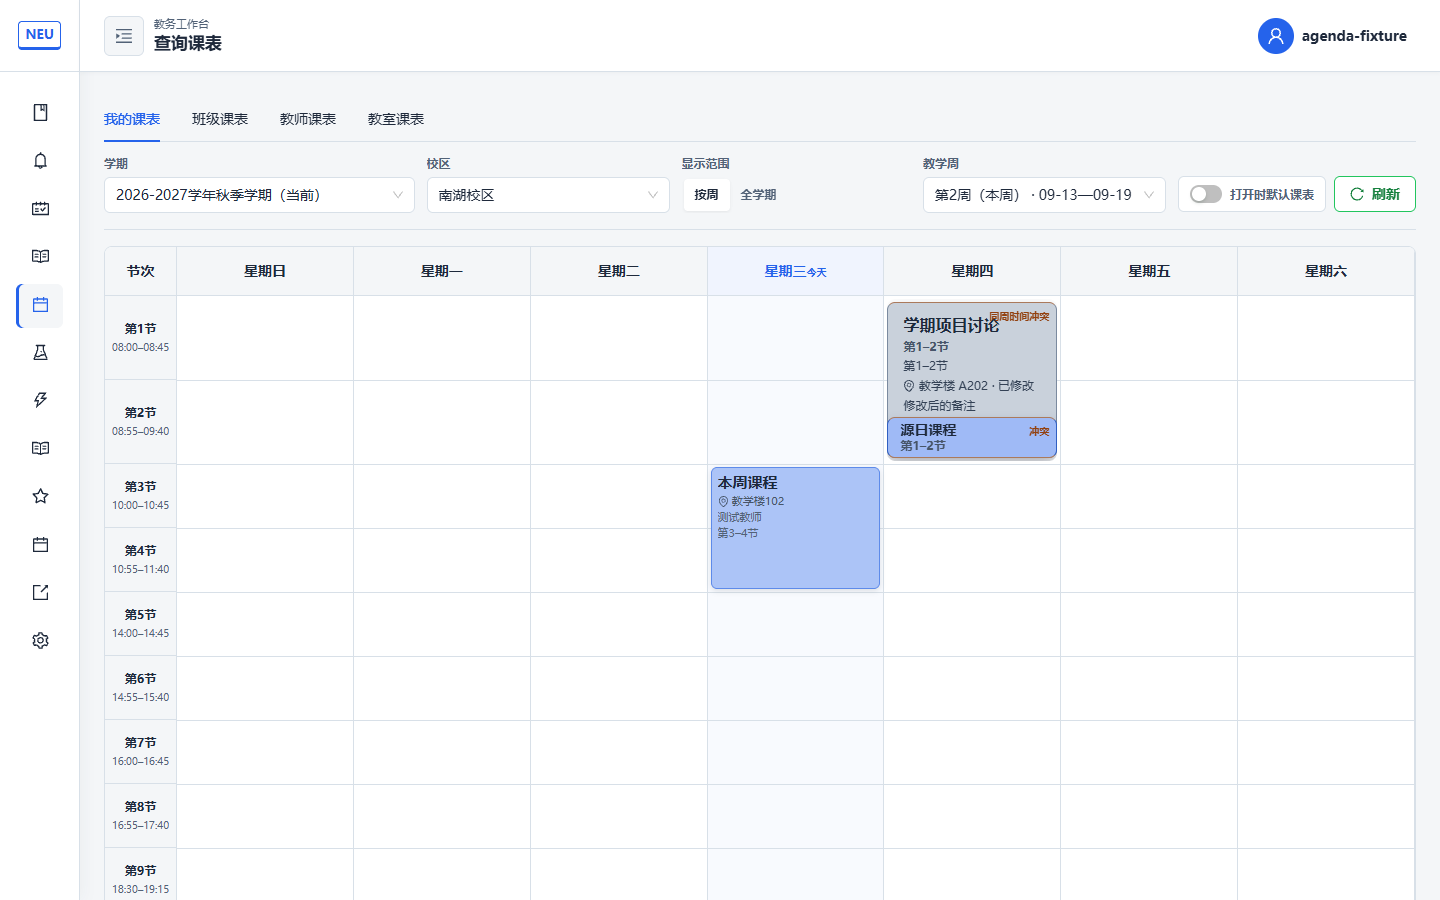 NEU
教务工作台
查询课表
agenda-fixture
我的课表
班级课表
教师课表
教室课表
学期
校区
显示范围
教学周
2026-2027学年秋季学期（当前）
南湖校区
按周
全学期
第2周（本周）· 09-13—09-19
打开时默认课表
刷新
节次
星期日
星期一
星期二
星期三今天
星期四
星期五
星期六
第1节
08:00–08:45
同周时间冲突
学期项目讨论
第1–2节
第1–2节
教学楼 A202 · 已修改
修改后的备注
第2节
08:55–09:40
源日课程
冲突
第1–2节
第3节
10:00–10:45
本周课程
教学楼102
测试教师
第3–4节
第4节
10:55–11:40
第5节
14:00–14:45
第6节
14:55–15:40
第7节
16:00–16:45
第8节
16:55–17:40
第9节
18:30–19:15